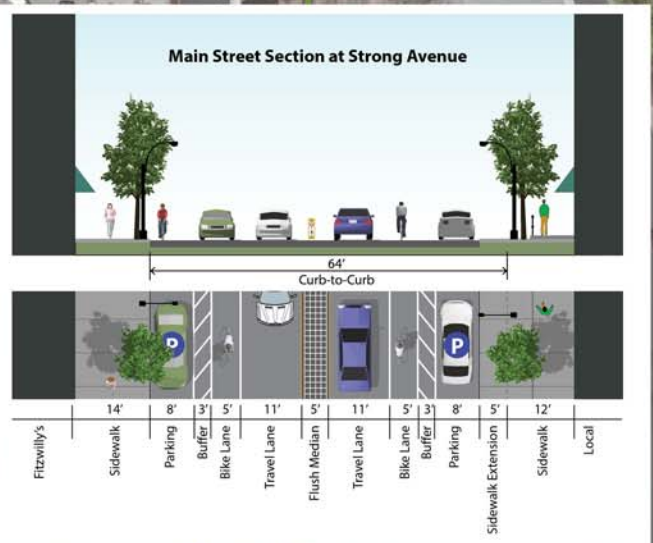 Main Street Section at Strong Avenue
64'
Curb-to-Curb
P
P
14' 8' 3' 5' 11' 5' 11' 5' 3' 8' 5' 12'
Fitzwilly's
Sidewalk
Parking
Buffer
Bike Lane
Travel Lane
Flush Median
Travel Lane
Bike Lane
Buffer
Parking
Sidewalk Extension
Sidewalk
Local